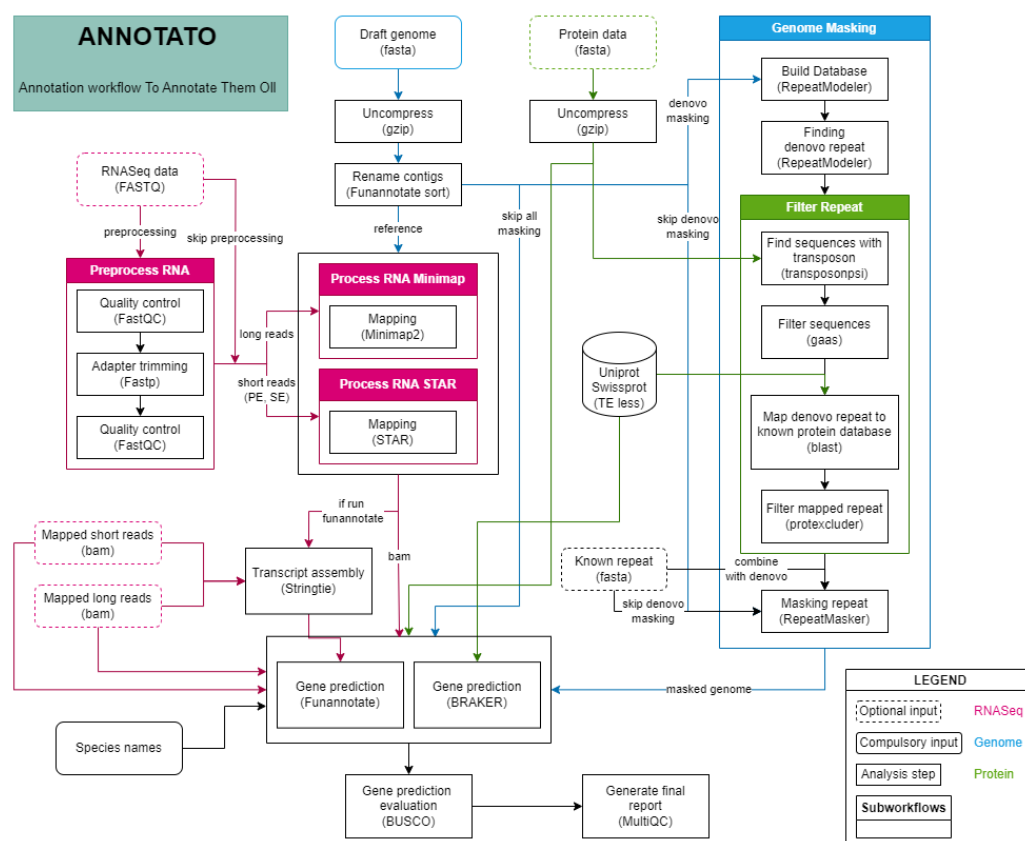 ANNOTATO
Annotation workflow To Annotate Them Oll
Draft genome
(fasta)
Protein data
(fasta)
Genome Masking
Uncompress
(gzip)
Uncompress
(gzip)
denovo
masking
Build Database
(RepeatModeler)
Finding
denovo repeat
(RepeatModeler)
RNASeq data
(FASTQ)
Rename contigs
(Funannotate sort)
preprocessing
skip preprocessing
reference
skip all
masking
skip denovo
masking
Filter Repeat
Find sequences with
transposon
(transposonpsi)
Filter sequences
(gaas)
Map denovo repeat to
known protein database
(blast)
Filter mapped repeat
(protexcluder)
Preprocess RNA
Quality control
(FastQC)
Adapter trimming
(Fastp)
Quality control
(FastQC)
long reads
short reads
(PE, SE)
Process RNA Minimap
Mapping
(Minimap2)
Process RNA STAR
Mapping
(STAR)
Uniprot
Swissprot
(TE less)
if run
funannotate
bam
Mapped short reads
(bam)
Mapped long reads
(bam)
Transcript assembly
(Stringtie)
Known repeat
(fasta)
combine
with denovo
skip denovo
masking
Masking repeat
(RepeatMasker)
Gene prediction
(Funannotate)
Gene prediction
(BRAKER)
masked genome
Species names
Gene prediction
evaluation
(BUSCO)
Generate final
report
(MultiQC)
LEGEND
Optional input
RNASeq
Compulsory input
Genome
Analysis step
Protein
Subworkflows